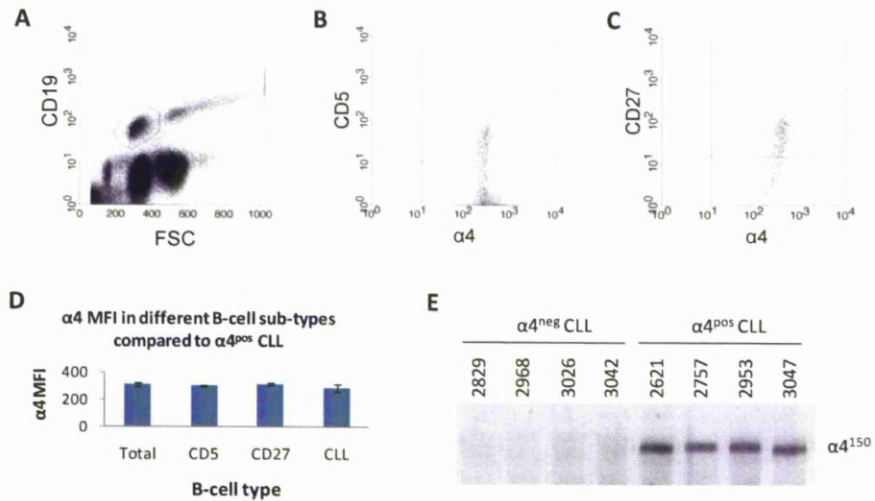 A
CD19
10⁴
10³
10²
10¹
10⁰
0 200 400 600 800 1000
FSC
B
CD5
10⁴
10³
10²
10¹
10⁰
10⁰ 10¹ 10² 10³ 10⁴
α4
C
CD27
10⁴
10³
10²
10¹
10⁰
10⁰ 10¹ 10² 10³ 10⁴
α4
D
α4 MFI in different B-cell sub-types
compared to α4ᵖᵒˢ CLL
α4 MFI
400
200
0
Total CD5 CD27 CLL
B-cell type
E
α4ⁿᵉᵍ CLL α4ᵖᵒˢ CLL
2829 2968 3026 3042 2621 2757 2953 3047
α4¹⁵⁰